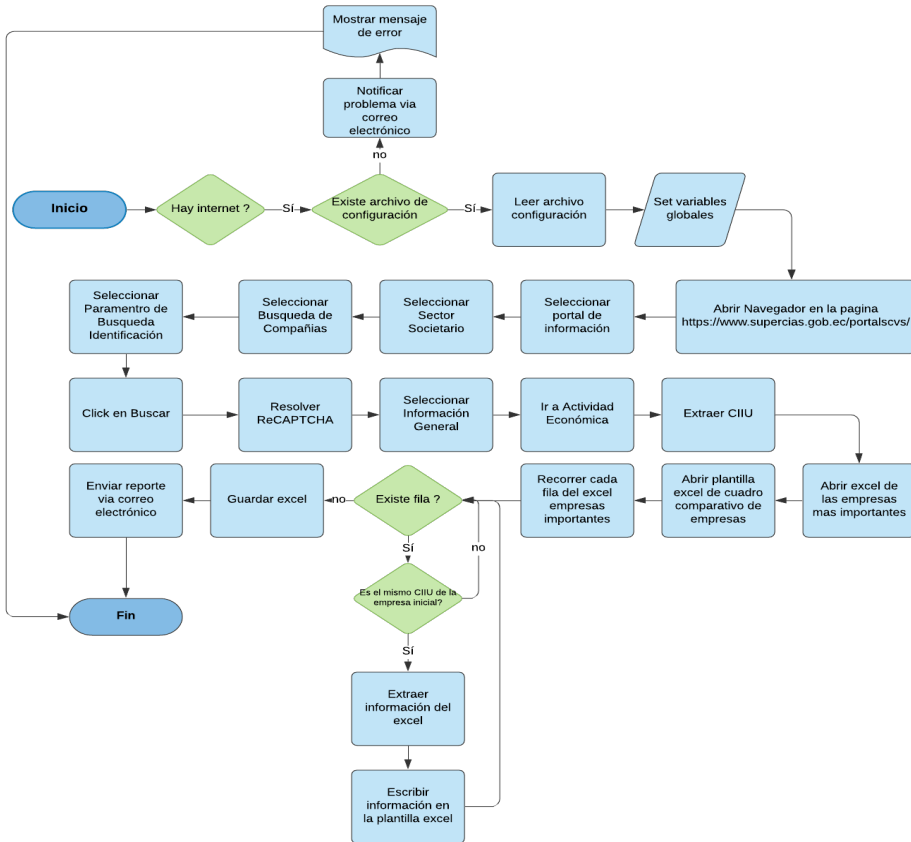 Mostrar mensaje
de error
Notificar
problema via
correo
electrónico
no
Inicio
Hay internet ?
Sí
Existe archivo de
configuración
Sí
Leer archivo
configuración
Set variables
globales
Seleccionar
Paramentro de
Busqueda
Identificación
Seleccionar
Busqueda de
Compañias
Seleccionar
Sector
Societario
Seleccionar
portal de
información
Abrir Navegador en la pagina
https://www.supercias.gob.ec/portalscvs/
Click en Buscar
Resolver
ReCAPTCHA
Seleccionar
Información
General
Ir a Actividad
Económica
Extraer CIIU
Enviar reporte
via correo
electrónico
Guardar excel
no
Existe fila ?
Recorrer cada
fila del excel
empresas
importantes
Abrir plantilla
excel de cuadro
comparativo de
empresas
Abrir excel de
las empresas
mas importantes
Sí
no
Es el mismo CIIU de la
empresa inicial?
Fin
Sí
Extraer
información del
excel
Escribir
información en
la plantilla excel